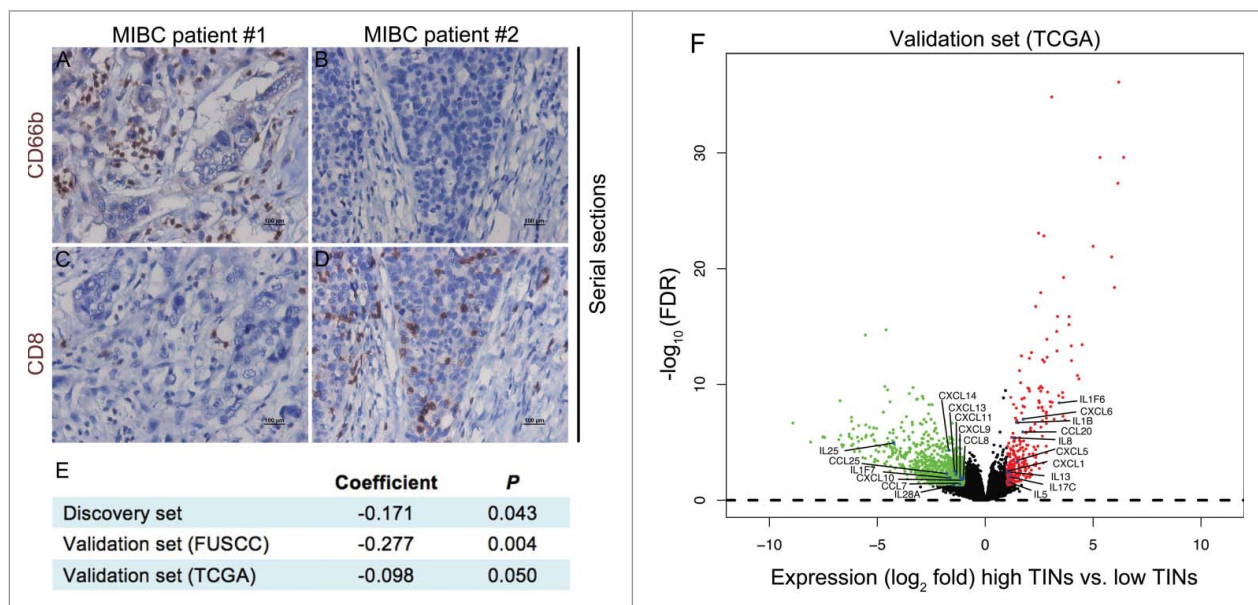 MIBC patient #1
MIBC patient #2
A
B
CD66b
100 µm
100 µm
C
D
CD8
100 µm
100 µm
Serial sections
E
Coefficient P
Discovery set -0.171 0.043
Validation set (FUSCC) -0.277 0.004
Validation set (TCGA) -0.098 0.050
F
Validation set (TCGA)
-log10(FDR)
30
20
10
0
CXCL14
CXCL13
CXCL11
CXCL9
CCL8
IL25
CCL25
IL1F7
CXCL10
CCL7
IL28A
IL1F6
CXCL6
IL1B
CCL20
IL8
CXCL5
CXCL1
IL13
IL17C
IL5
−10 −5 0 5 10
Expression (log2 fold) high TINs vs. low TINs